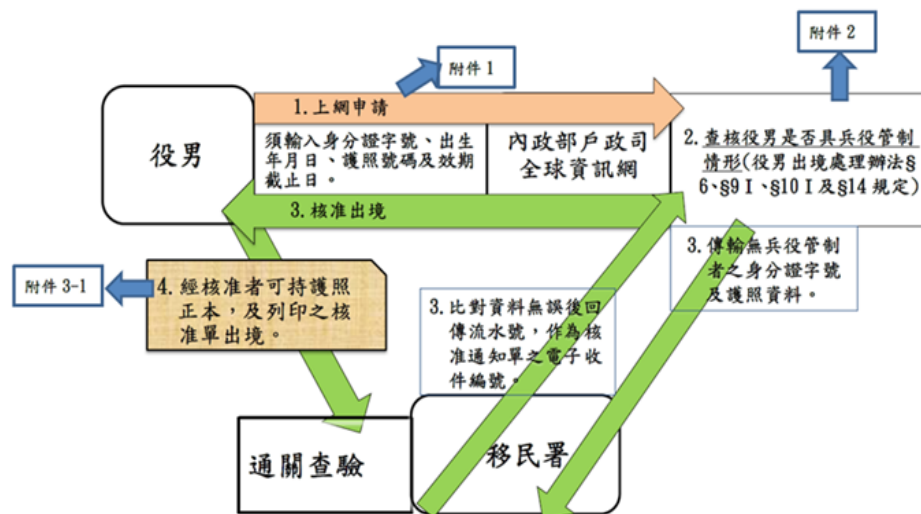 附件 2
附件 1
1.上網申請
役男
須輸入身分證字號、出生
年月日、護照號碼及效期
截止日。
內政部戶政司
全球資訊網
2.查核役男是否具兵役管制
情形(役男出境處理辦法§
6、§9Ⅰ、§10Ⅰ及§14 規定)
3.核准出境
3.傳輸無兵役管制
者之身分證字號
及護照資料。
附件 3-1
4.經核准者可持護照
正本，及列印之核
准單出境。
3.比對資料無誤後回
傳流水號，作為核
准通知單之電子收
件編號。
通關查驗
移民署